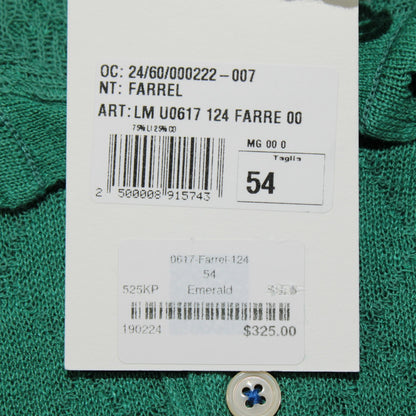 OC: 24/60/000222-007
NT: FARREL
ART: LM U0617 124 FARRE 00
MG 00 0
Taglia
54
2 500008 915743
0617-Farrel-124
54
525KP Emerald
190224 $325.00